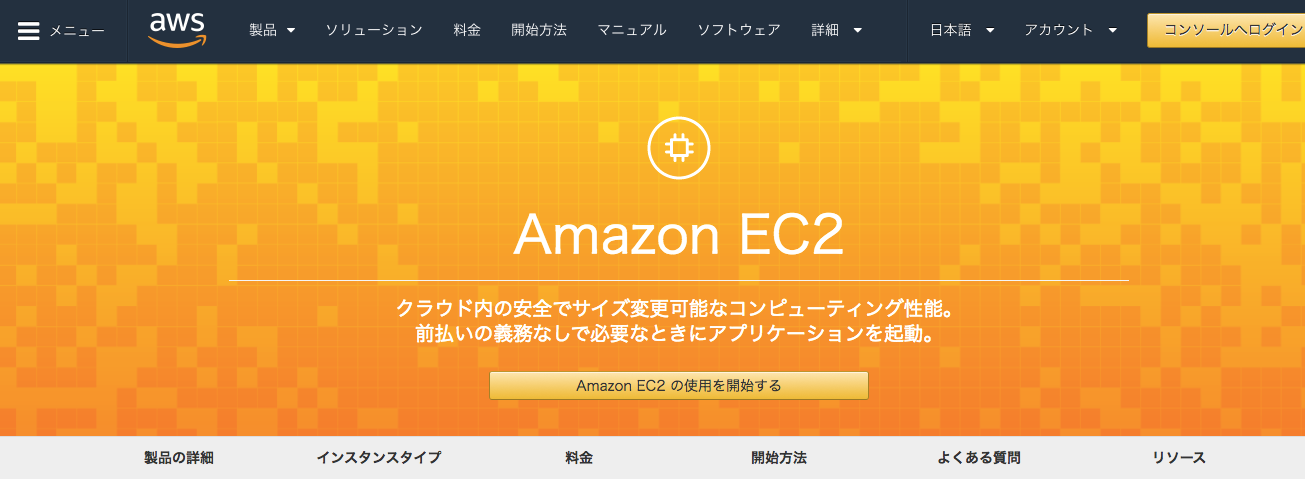 メニュー
aws
製品
ソリューション
料金
開始方法
マニュアル
ソフトウェア
詳細
日本語
アカウント
コンソールへログイン
Amazon EC2
クラウド内の安全でサイズ変更可能なコンピューティング性能。
前払いの義務なしで必要なときにアプリケーションを起動。
Amazon EC2 の使用を開始する
製品の詳細
インスタンスタイプ
料金
開始方法
よくある質問
リソース